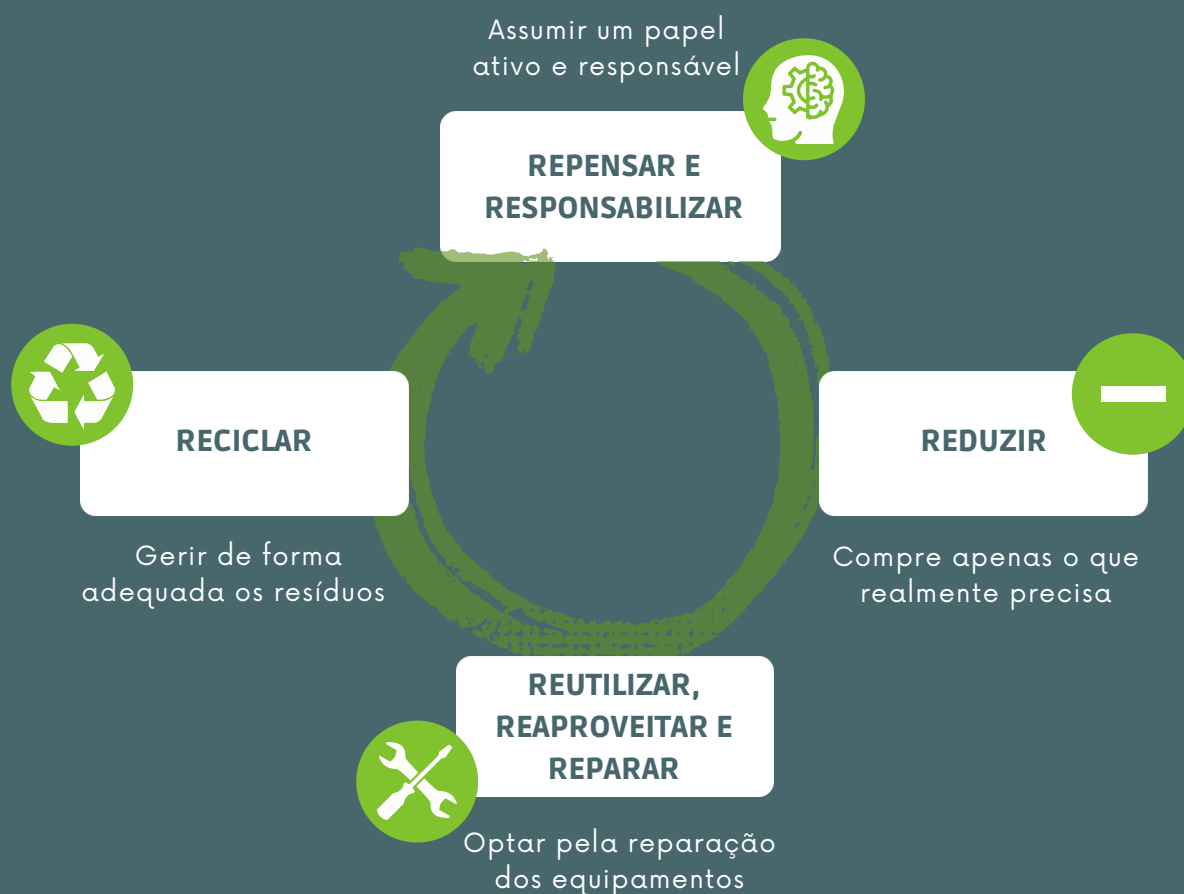 Assumir um papel
ativo e responsável
REPENSAR E
RESPONSABILIZAR
RECICLAR
REDUZIR
Gerir de forma
adequada os resíduos
Compre apenas o que
realmente precisa
REUTILIZAR,
REAPROVEITAR E
REPARAR
Optar pela reparação
dos equipamentos